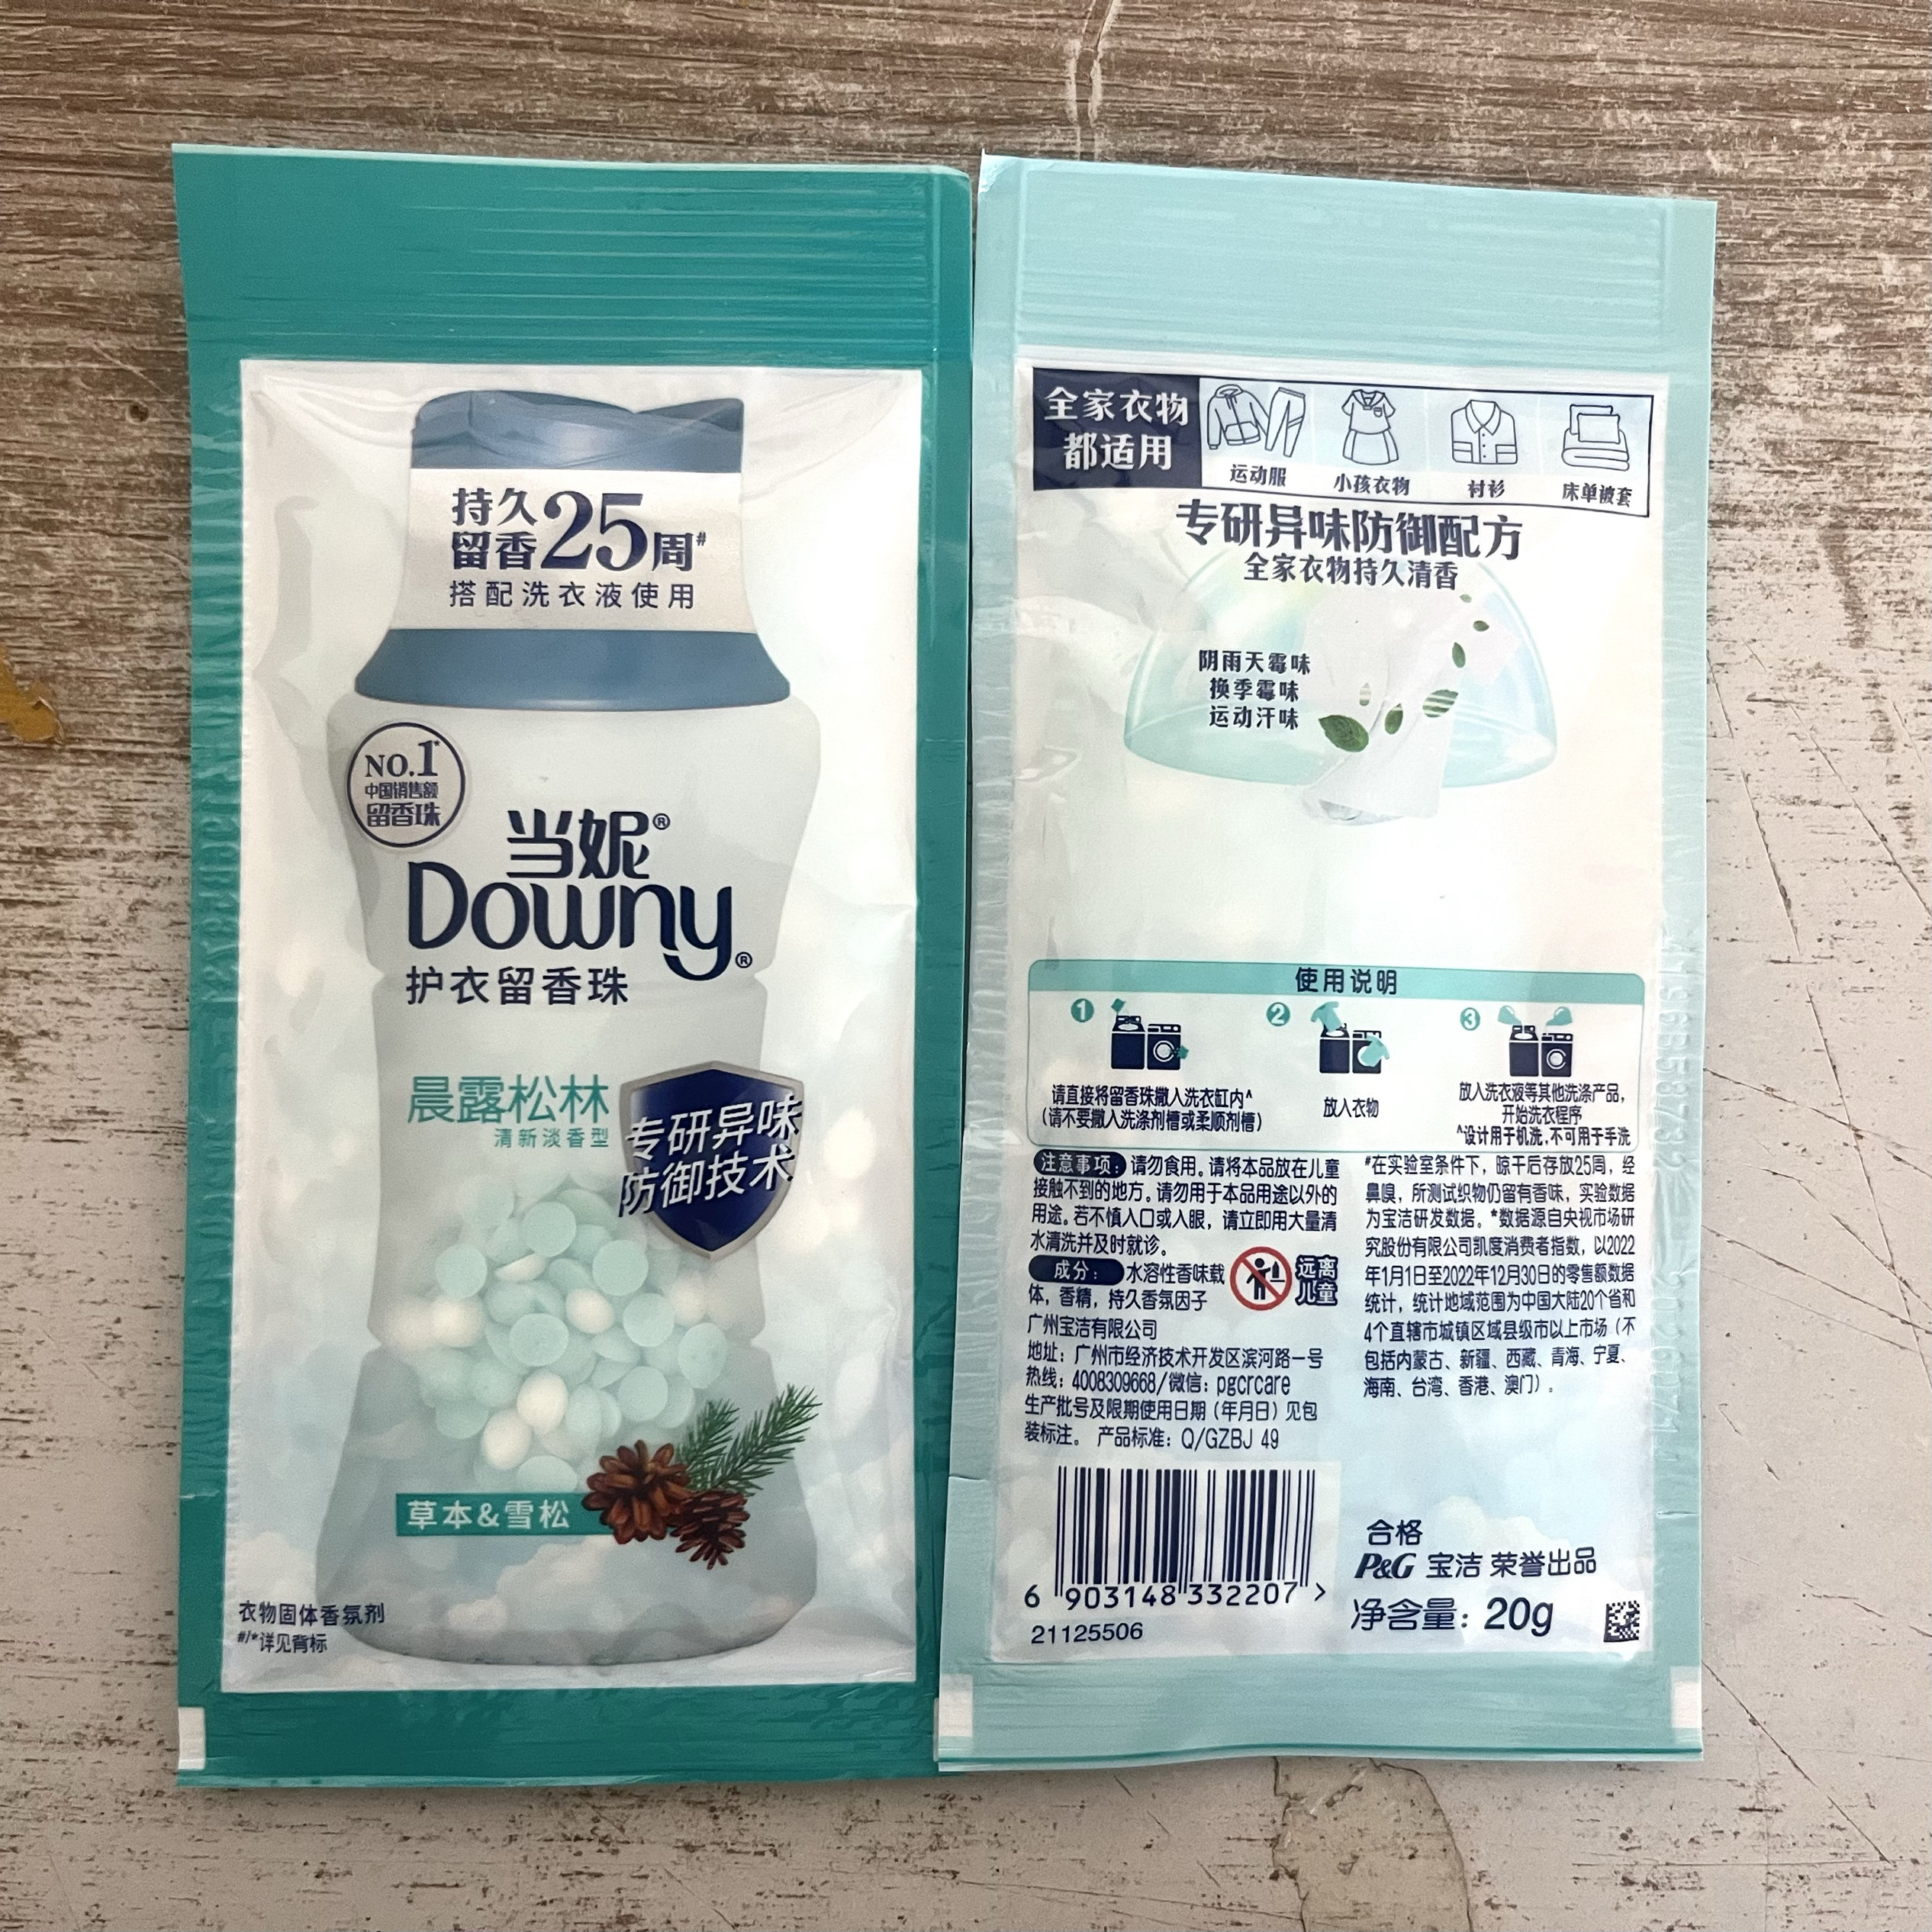 持久
留香25周#
搭配洗衣液使用
NO.1*
中国销售额
留香珠
当妮®
Downy®
护衣留香珠
晨露松林
清新淡香型
专研异味
防御技术
草本&雪松
衣物固体香氛剂
#/*详见背标
全家衣物
都适用
运动服
小孩衣物
衬衫
床单被套
专研异味防御配方
全家衣物持久清香
阴雨天霉味
换季霉味
运动汗味
使用说明
1
请直接将留香珠撒入洗衣缸内^
(请不要撒入洗涤剂槽或柔顺剂槽)
2
放入衣物
3
放入洗衣液等其他洗涤产品,
开始洗衣程序
^设计用于机洗,不可用于手洗
注意事项: 请勿食用。请将本品放在儿童
接触不到的地方。请勿用于本品用途以外的
用途。若不慎入口或入眼, 请立即用大量清
水清洗并及时就诊。
成分: 水溶性香味载
体, 香精, 持久香氛因子
远离
儿童
广州宝洁有限公司
地址: 广州市经济技术开发区滨河路一号
热线: 4008309668/微信: pgcrcare
生产批号及限期使用日期 (年月日) 见包
装标注。 产品标准: Q/GZBJ 49
#在实验室条件下, 晾干后存放25周, 经
鼻嗅, 所测试织物仍留有香味, 实验数据
为宝洁研发数据。*数据源自央视市场研
究股份有限公司凯度消费者指数, 以2022
年1月1日至2022年12月30日的零售额数据
统计, 统计地域范围为中国大陆20个省和
4个直辖市城镇区域县级市以上市场 (不
包括内蒙古、新疆、西藏、青海、宁夏、
海南、台湾、香港、澳门) 。
6 903148 332207 >
21125506
合格
P&G 宝洁 荣誉出品
净含量: 20g